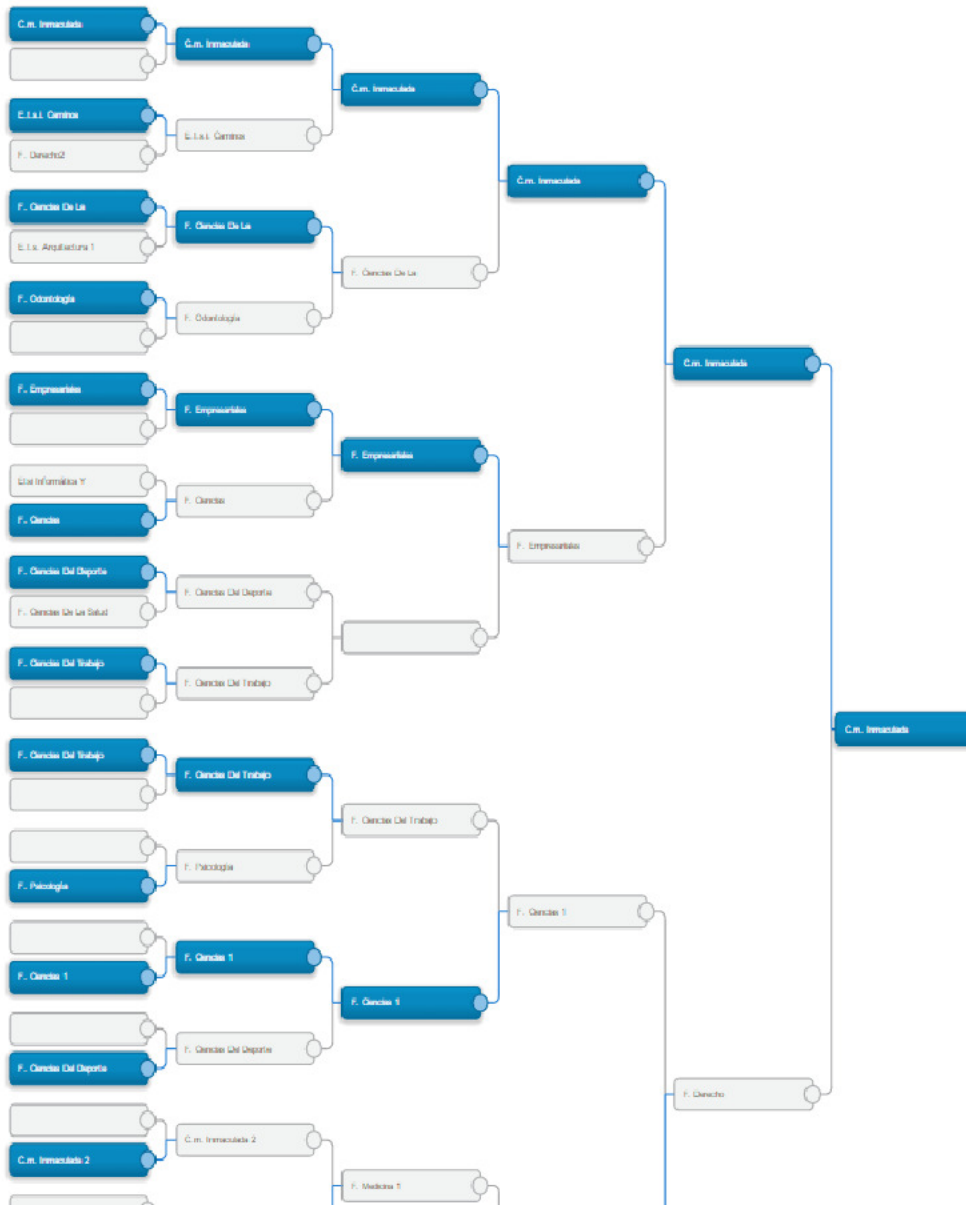 C.m. Inmaculada
C.m. Inmaculada
C.m. Inmaculada
E.t.s.i. Caminos
E.t.s.i. Caminos
F. Derecho2
C.m. Inmaculada
F.. Ciencias De La
F. Ciencias De La
E.t.s. Arquitectura 1
F. Ciencias De La
F.. Odontología
F. Odontología
C.m. Inmaculada
F.. Empresariales
F. Empresariales
F. Empresariales
Etsi Informática Y
F. Ciencias
F.. Ciencias
F. Empresariales
F.. Ciencias Del Deporte
F. Ciencias Del Deporte
F.. Ciencias De La Salud
F.. Ciencias Del Trabajo
F. Ciencias Del Trabajo
C.m. Inmaculada
F.. Ciencias Del Trabajo
F. Ciencias Del Trabajo
F. Ciencias Del Trabajo
F. Psicología
F.. Psicología
F. Ciencias 1
F. Ciencias 1
F.. Ciencias 1
F. Ciencias 1
F. Ciencias Del Deporte
F.. Ciencias Del Deporte
F. Derecho
C.m. Inmaculada 2
C.m. Inmaculada 2
F. Medicina 1